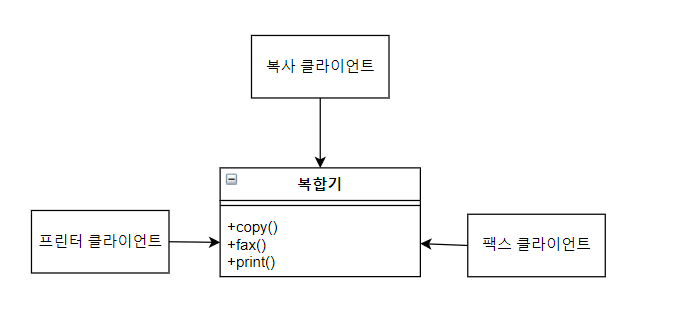 복사 클라이언트
복합기
+copy()
+fax()
+print()
프린터 클라이언트
팩스 클라이언트